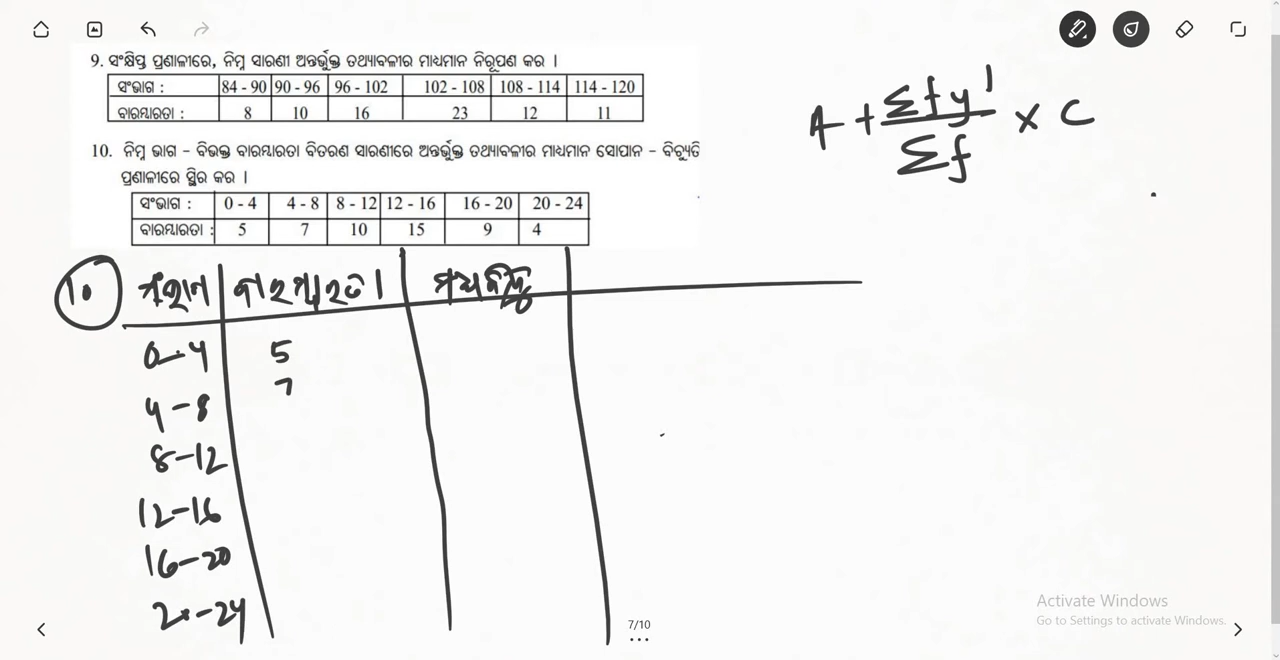 9. ସଂକ୍ଷିପ୍ତ ପ୍ରଣାଳୀରେ, ନିମ୍ନ ସାରଣୀ ଅନ୍ତର୍ଭୁକ୍ତ ତଥ୍ୟାବଳୀର ମାଧ୍ୟମାନ ନିରୂପଣ କର ।
ସଂଭାଗ : 84 - 90 90 - 96 96 - 102 102 - 108 108 - 114 114 - 120
ବାରମ୍ବାରତା : 8 10 16 23 12 11
10. ନିମ୍ନ ଭାଗ - ବିଭକ୍ତ ବାରମ୍ବାରତା ବିତରଣ ସାରଣୀରେ ଅନ୍ତର୍ଭୁକ୍ତ ତଥ୍ୟାବଳୀର ମାଧ୍ୟମାନ ସୋପାନ - ବିଚ୍ୟୁତି
ପ୍ରଣାଳୀରେ ସ୍ଥିର କର ।
ସଂଭାଗ : 0 - 4 4 - 8 8 - 12 12 - 16 16 - 20 20 - 24
ବାରମ୍ବାରତା : 5 7 10 15 9 4
A + Σfy' / Σf × C
10 ସଂଭାଗ ବାରମ୍ବାରତା ମଧ୍ୟବିନ୍ଦୁ
0-4 5
4-8 7
8-12
12-16
16-20
20-24
Activate Windows
Go to Settings to activate Windows.
7/10